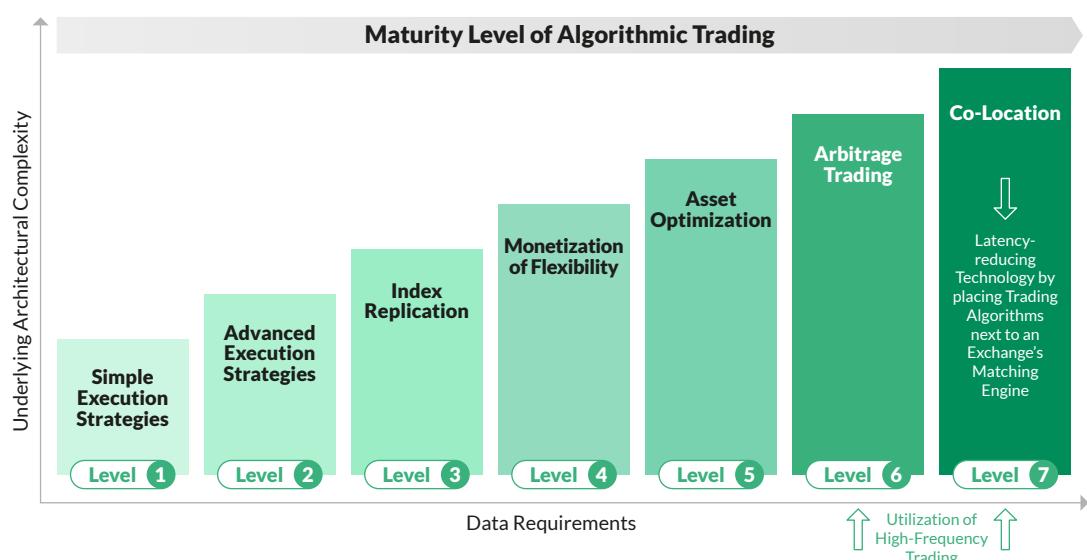 Maturity Level of Algorithmic Trading
Underlying Architectural Complexity
Simple
Execution
Strategies
Level 1
Advanced
Execution
Strategies
Level 2
Index
Replication
Level 3
Monetization
of Flexibility
Level 4
Asset
Optimization
Level 5
Arbitrage
Trading
Level 6
Co-Location
Latency-
reducing
Technology by
placing Trading
Algorithms
next to an
Exchange's
Matching
Engine
Level 7
Data Requirements
Utilization of
High-Frequency
Trading